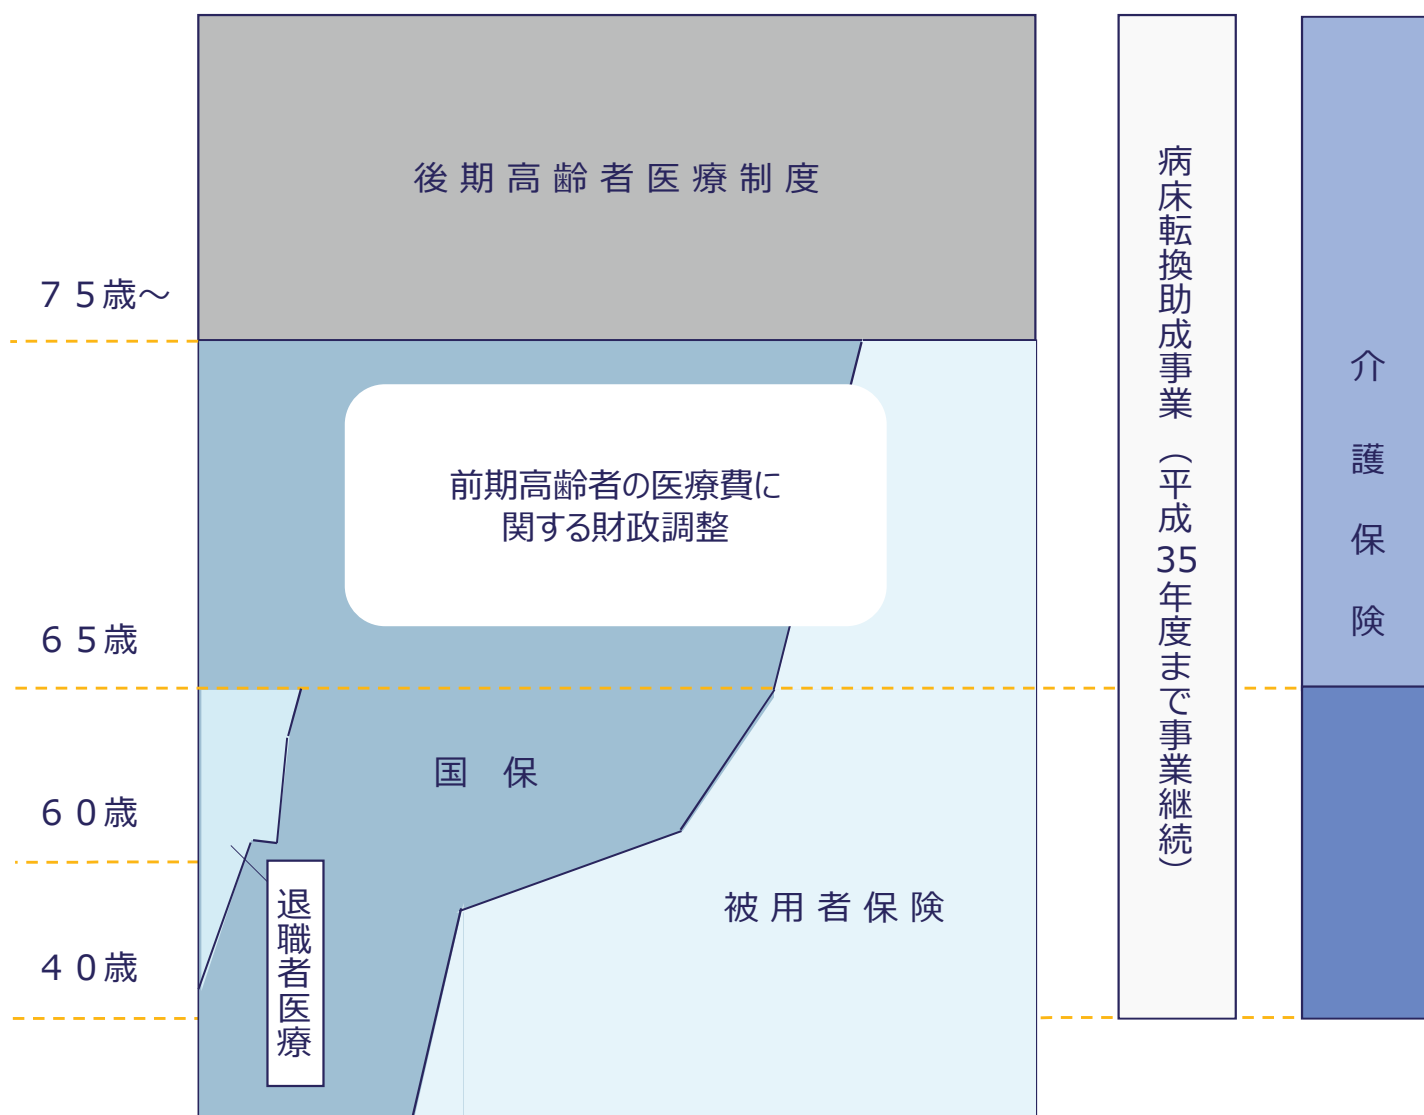 後期高齢者医療制度
７５歳～
前期高齢者の医療費に
関する財政調整
６５歳
国　保
６０歳
被用者保険
退職者医療
４０歳
病床転換助成事業（平成35年度まで事業継続）
介護保険